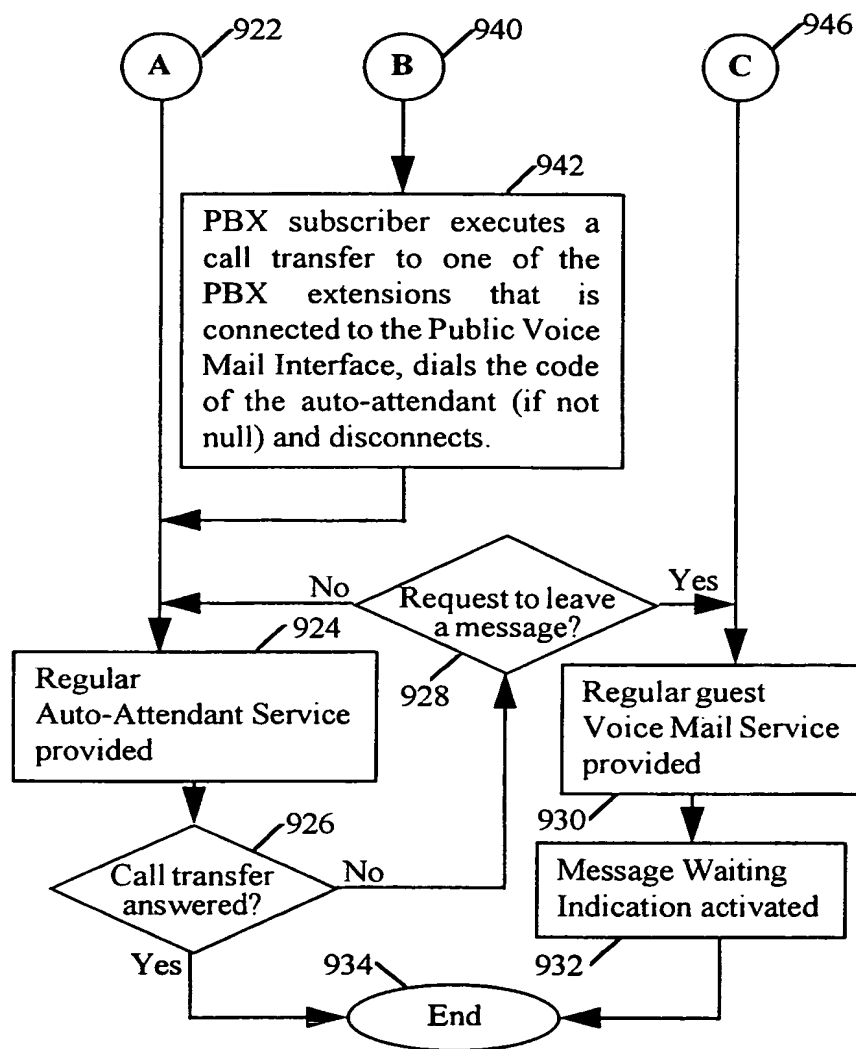 922
940
946
A
B
C
942
PBX subscriber executes a
call transfer to one of the
PBX extensions that is
connected to the Public Voice
Mail Interface, dials the code
of the auto-attendant (if not
null) and disconnects.
No
Request to leave
a message?
Yes
924
928
Regular
Auto-Attendant Service
provided
Regular guest
Voice Mail Service
provided
926
930
Call transfer
answered?
No
Message Waiting
Indication activated
Yes
934
932
End